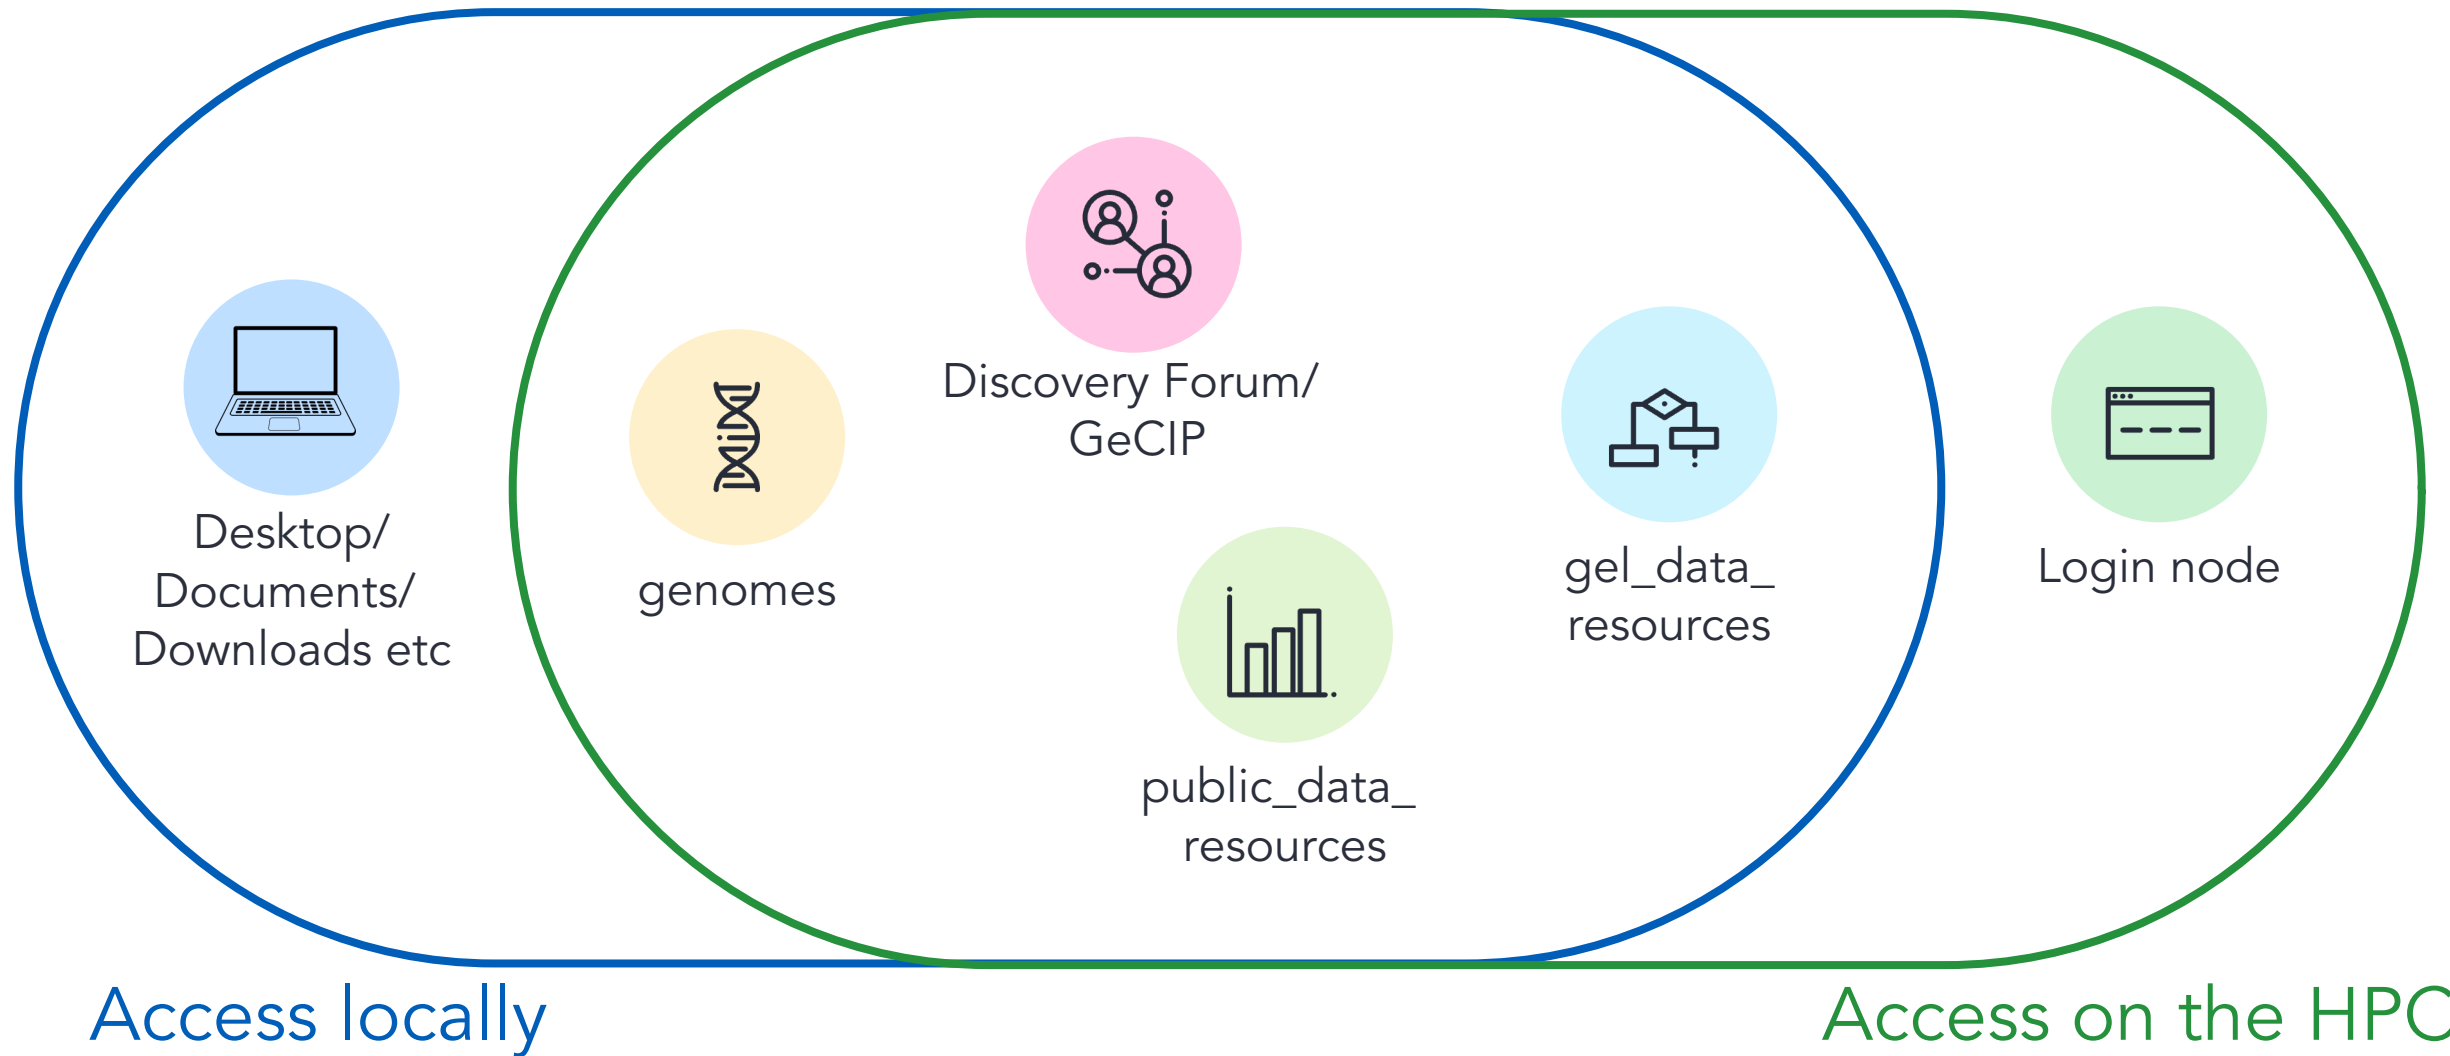 Discovery Forum/
GeCIP
Desktop/
Documents/
Downloads etc
genomes
public_data_
resources
gel_data_
resources
Login node
Access locally
Access on the HPC